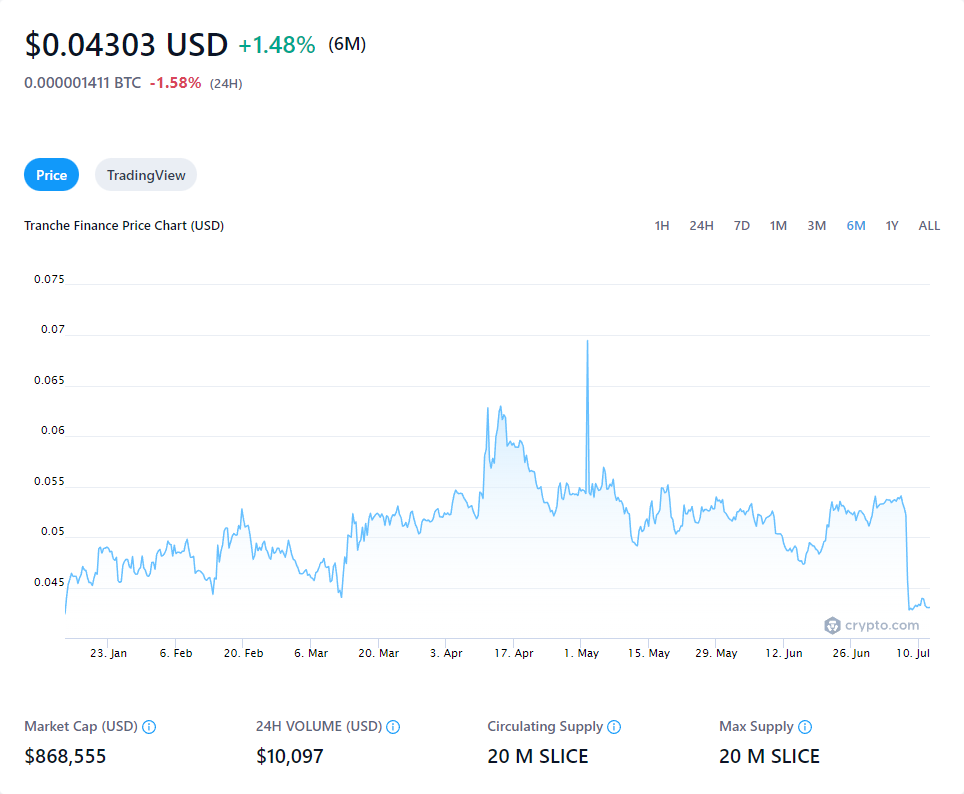 $0.04303 USD +1.48% (6M)
0.000001411 BTC -1.58% (24H)
Price TradingView
Tranche Finance Price Chart (USD) 1H 24H 7D 1M 3M 6M 1Y ALL
0.075
0.07
0.065
0.06
0.055
0.05
0.045
crypto.com
23. Jan 6. Feb 20. Feb 6. Mar 20. Mar 3. Apr 17. Apr 1. May 15. May 29. May 12. Jun 26. Jun 10. Jul
Market Cap (USD) 24H VOLUME (USD) Circulating Supply Max Supply
$868,555 $10,097 20 M SLICE 20 M SLICE